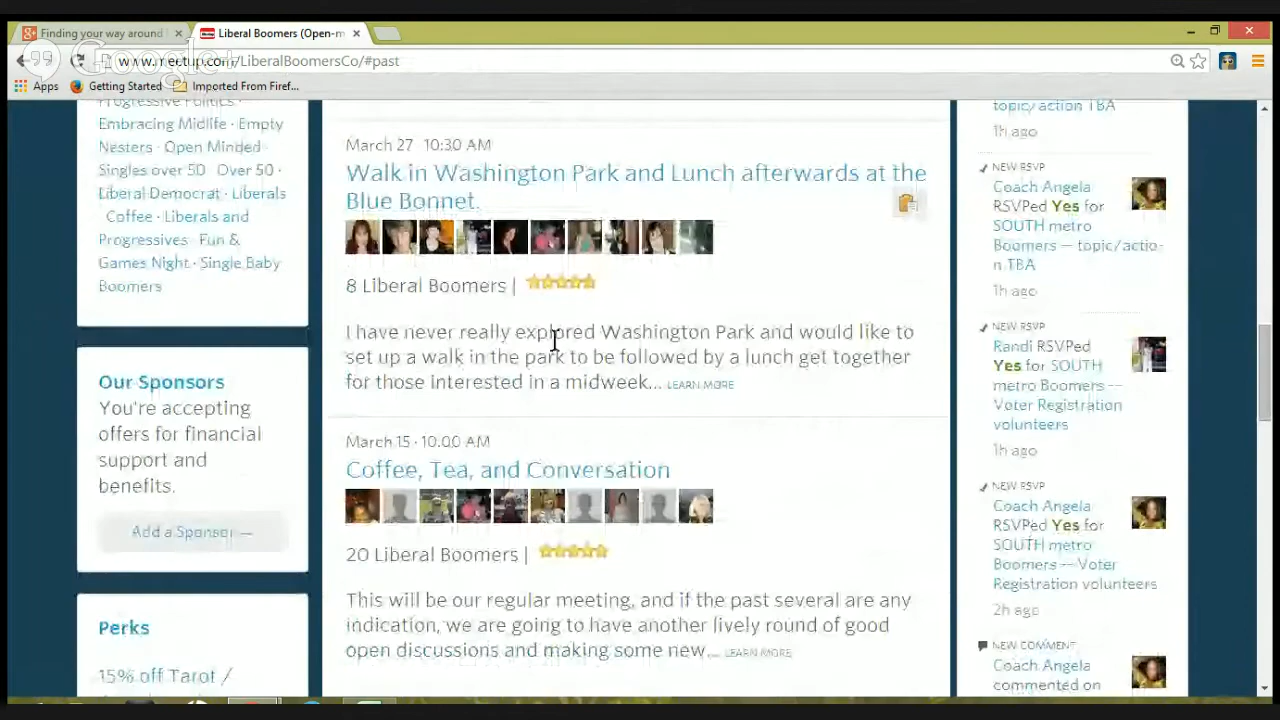 Finding your way around
Liberal Boomers (Open-m
Google+
www.meetup.com/LiberalBoomersCo/#past
Apps
Getting Started
Imported From Firef...
Progressive Politics ·
Embracing Midlife · Empty
Nesters · Open Minded ·
Singles over 50 · Over 50 ·
Liberal Democrat · Liberals
· Coffee · Liberals and
Progressives · Fun &
Games Night · Single Baby
Boomers
Our Sponsors
You're accepting
offers for financial
support and
benefits.
Add a Sponsor →
Perks
15% off Tarot /
March 27 · 10:30 AM
Walk in Washington Park and Lunch afterwards at the
Blue Bonnet.
8 Liberal Boomers |
I have never really explored Washington Park and would like to
set up a walk in the park to be followed by a lunch get together
for those interested in a midweek... LEARN MORE
March 15 · 10:00 AM
Coffee, Tea, and Conversation
20 Liberal Boomers |
This will be our regular meeting, and if the past several are any
indication, we are going to have another lively round of good
open discussions and making some new... LEARN MORE
topic/action TBA
1h ago
NEW RSVP
Coach Angela
RSVPed Yes for
SOUTH metro
Boomers — topic/actio
n TBA
1h ago
NEW RSVP
Randi RSVPed
Yes for SOUTH
metro Boomers --
Voter Registration
volunteers
1h ago
NEW RSVP
Coach Angela
RSVPed Yes for
SOUTH metro
Boomers -- Voter
Registration volunteers
2h ago
NEW COMMENT
Coach Angela
commented on